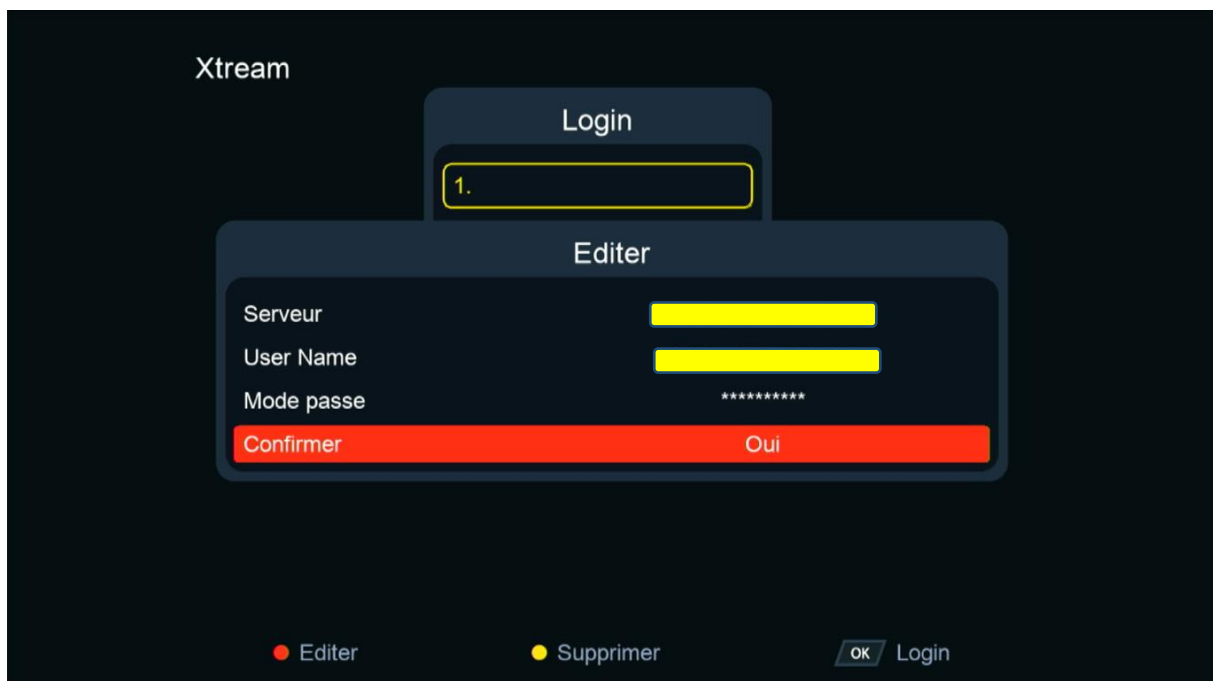 Xtream
Login
1.
Editer
Serveur
User Name
Mode passe **********
Confirmer Oui
Editer Supprimer OK Login